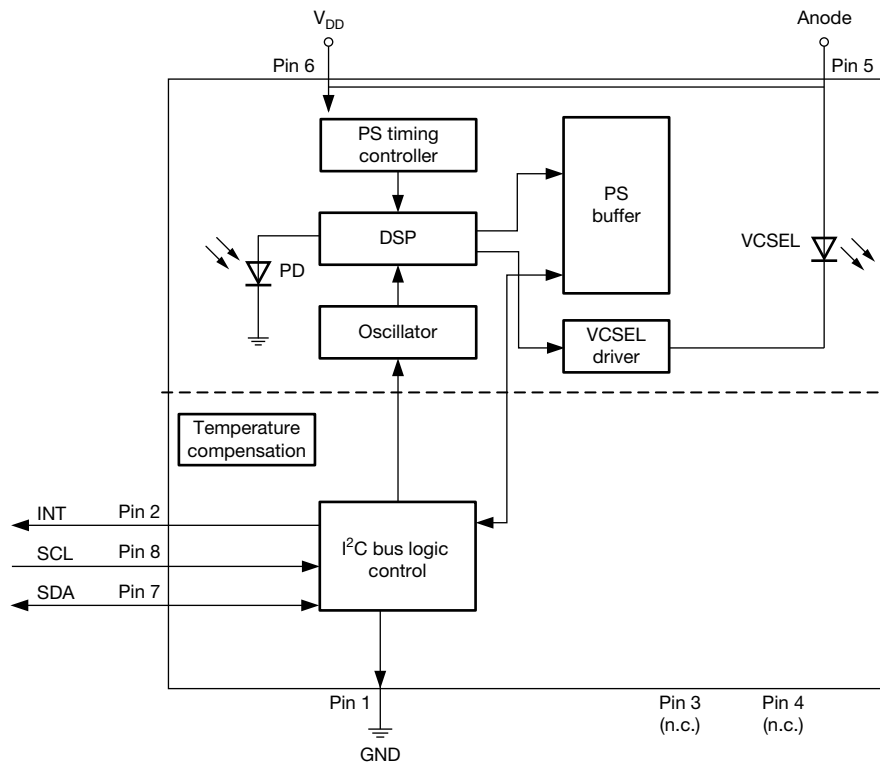 V_DD
Anode
Pin 6
Pin 5
PS timing
controller
PS
buffer
DSP
VCSEL
PD
Oscillator
VCSEL
driver
Temperature
compensation
INT
Pin 2
SCL
Pin 8
I²C bus logic
control
SDA
Pin 7
Pin 1
Pin 3
(n.c.)
Pin 4
(n.c.)
GND